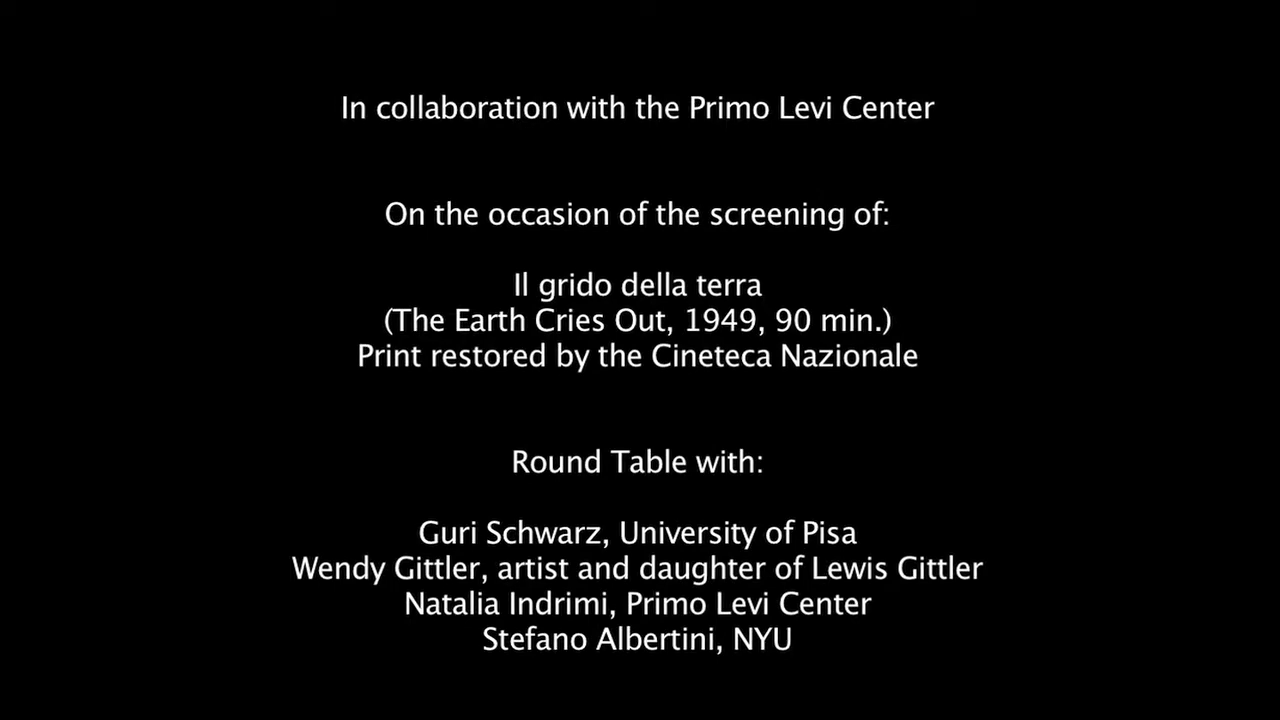 In collaboration with the Primo Levi Center
On the occasion of the screening of:
Il grido della terra
(The Earth Cries Out, 1949, 90 min.)
Print restored by the Cineteca Nazionale
Round Table with:
Guri Schwarz, University of Pisa
Wendy Gittler, artist and daughter of Lewis Gittler
Natalia Indrimi, Primo Levi Center
Stefano Albertini, NYU